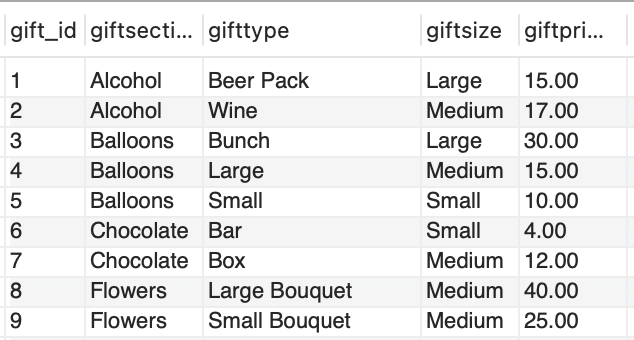 gift_id giftsecti... gifttype giftsize giftpri...
1 Alcohol Beer Pack Large 15.00
2 Alcohol Wine Medium 17.00
3 Balloons Bunch Large 30.00
4 Balloons Large Medium 15.00
5 Balloons Small Small 10.00
6 Chocolate Bar Small 4.00
7 Chocolate Box Medium 12.00
8 Flowers Large Bouquet Medium 40.00
9 Flowers Small Bouquet Medium 25.00